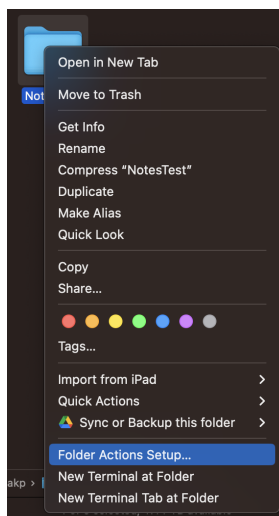 Not
Open in New Tab
Move to Trash
Get Info
Rename
Compress “NotesTest”
Duplicate
Make Alias
Quick Look
Copy
Share...
Tags...
Import from iPad
Quick Actions
Sync or Backup this folder
Folder Actions Setup...
akp ›
New Terminal at Folder
New Terminal Tab at Folder